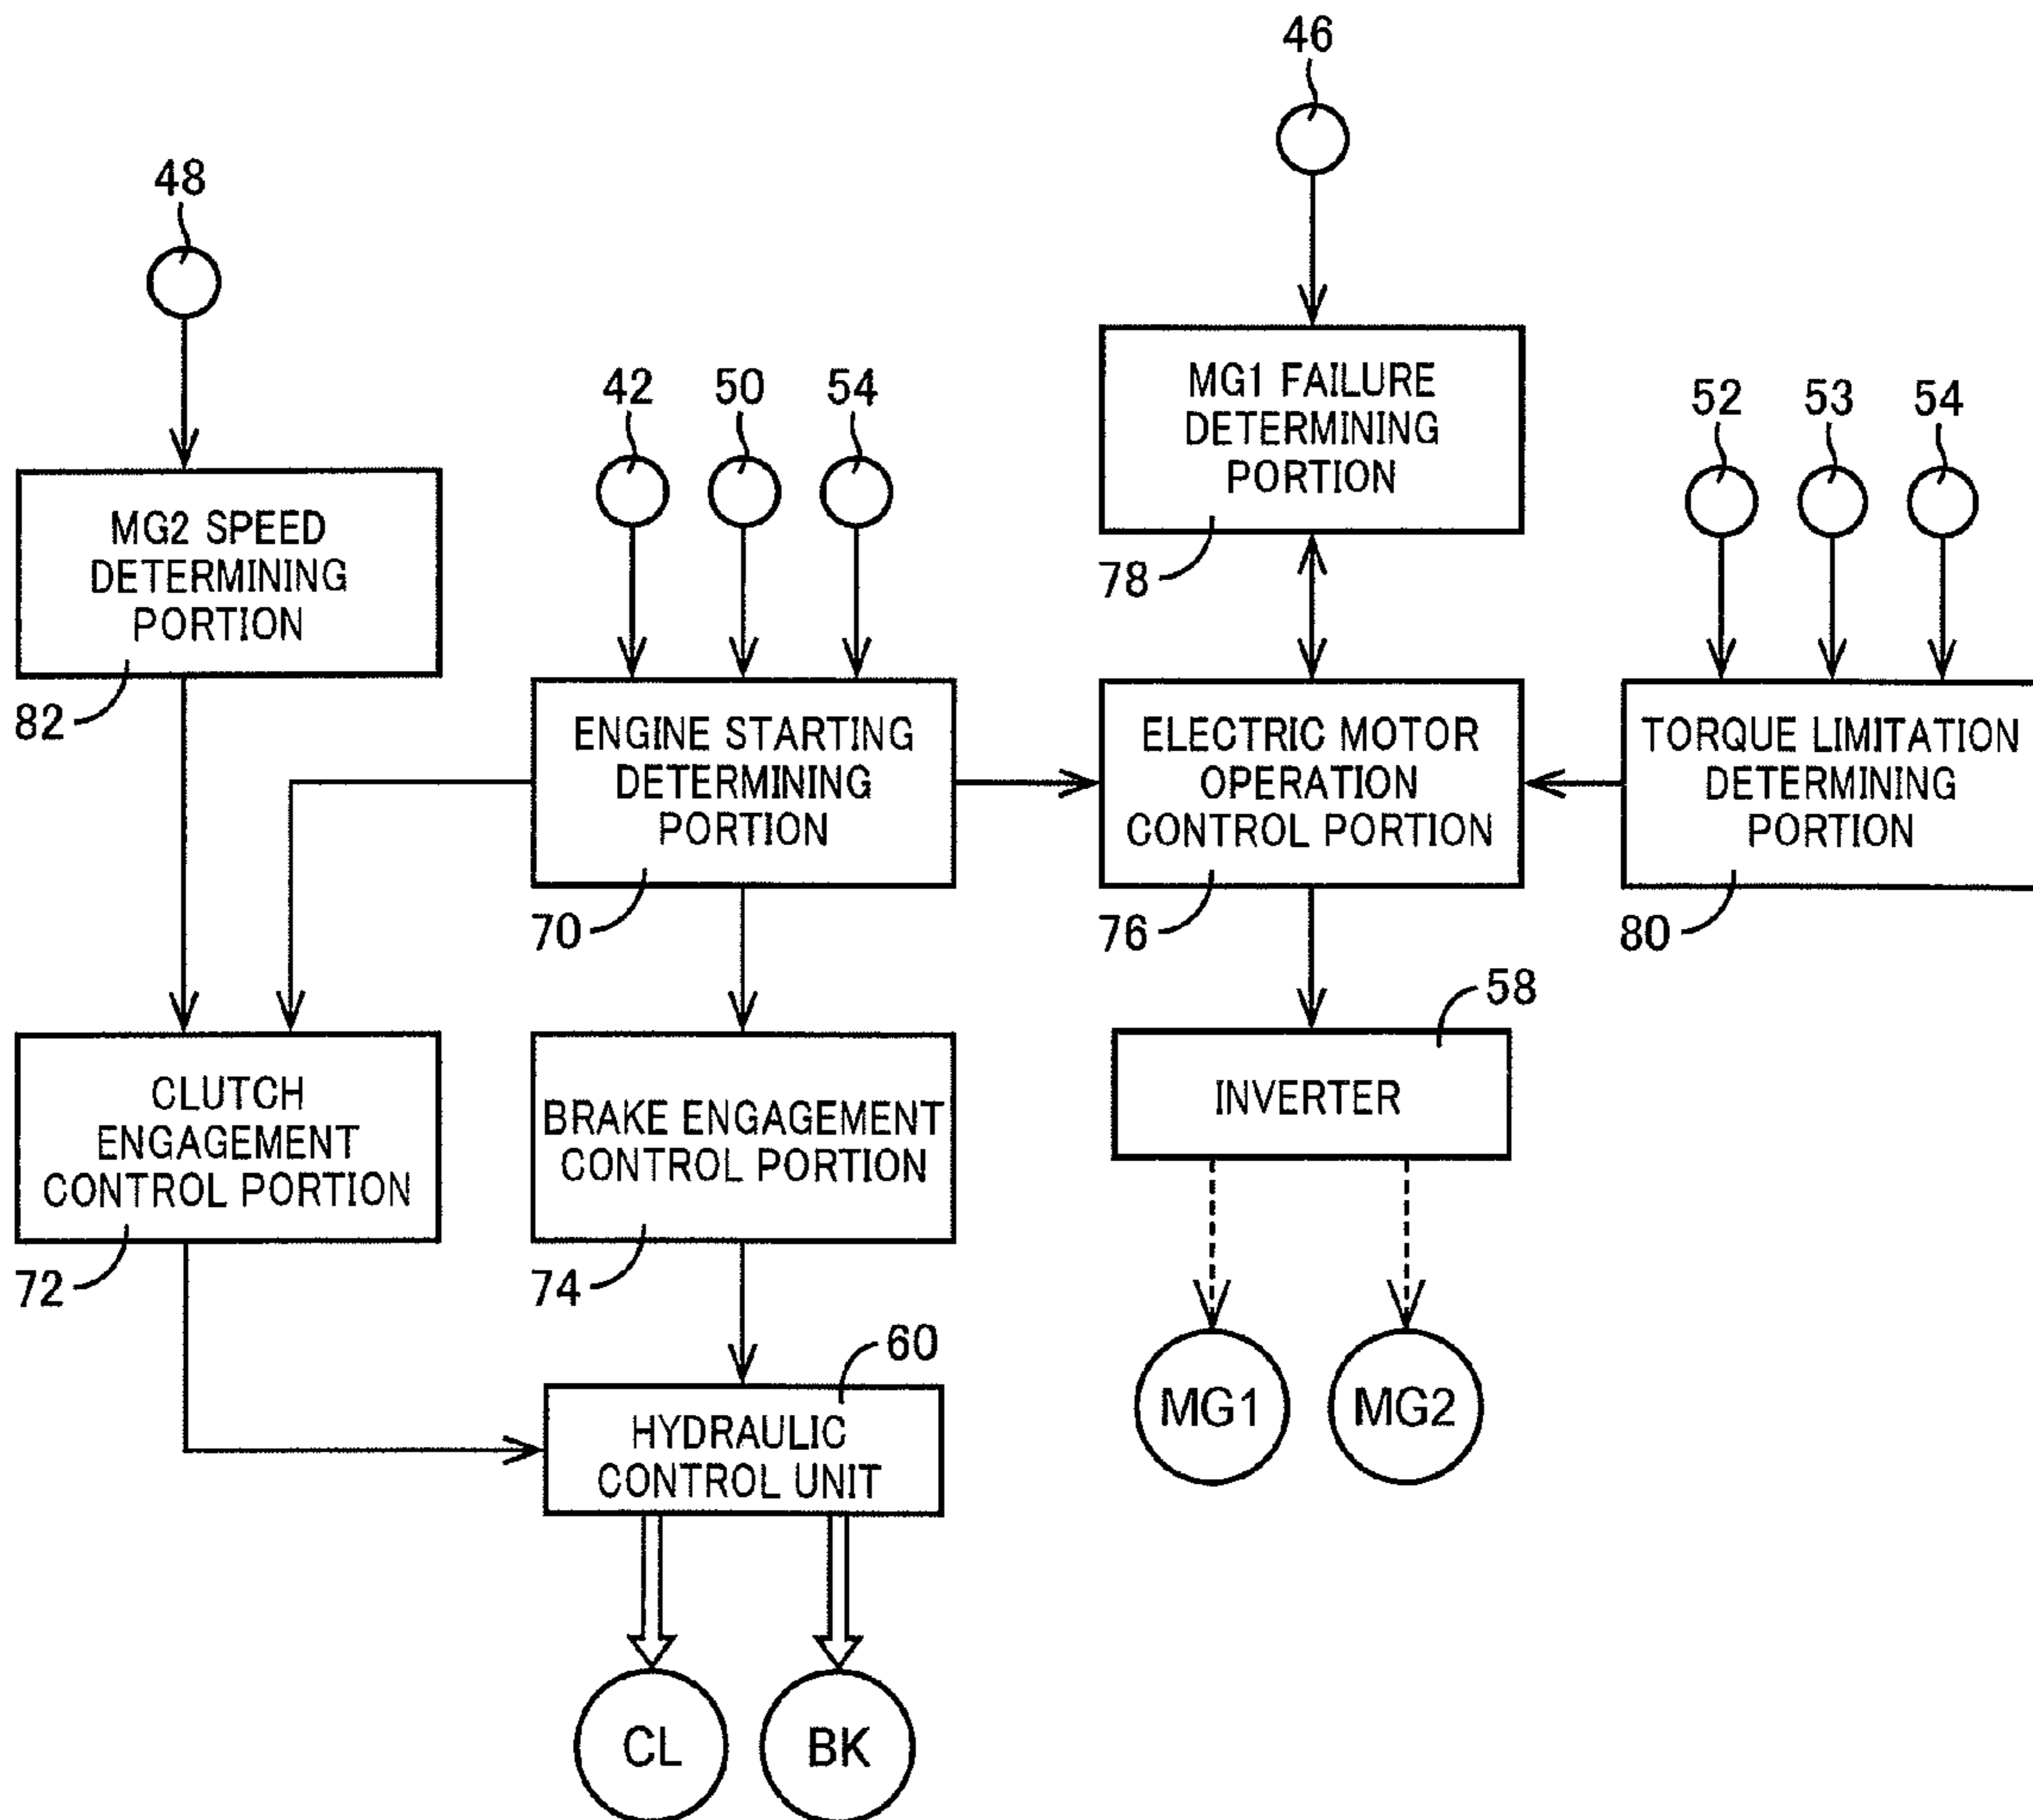 46
48
42
50
54
MG1 FAILURE
DETERMINING
PORTION
52
53
54
MG2 SPEED
DETERMINING
PORTION
78
82
ENGINE STARTING
DETERMINING
PORTION
ELECTRIC MOTOR
OPERATION
CONTROL PORTION
TORQUE LIMITATION
DETERMINING
PORTION
70
76
80
58
CLUTCH
ENGAGEMENT
CONTROL PORTION
BRAKE ENGAGEMENT
CONTROL PORTION
INVERTER
72
74
60
HYDRAULIC
CONTROL UNIT
MG1
MG2
CL
BK